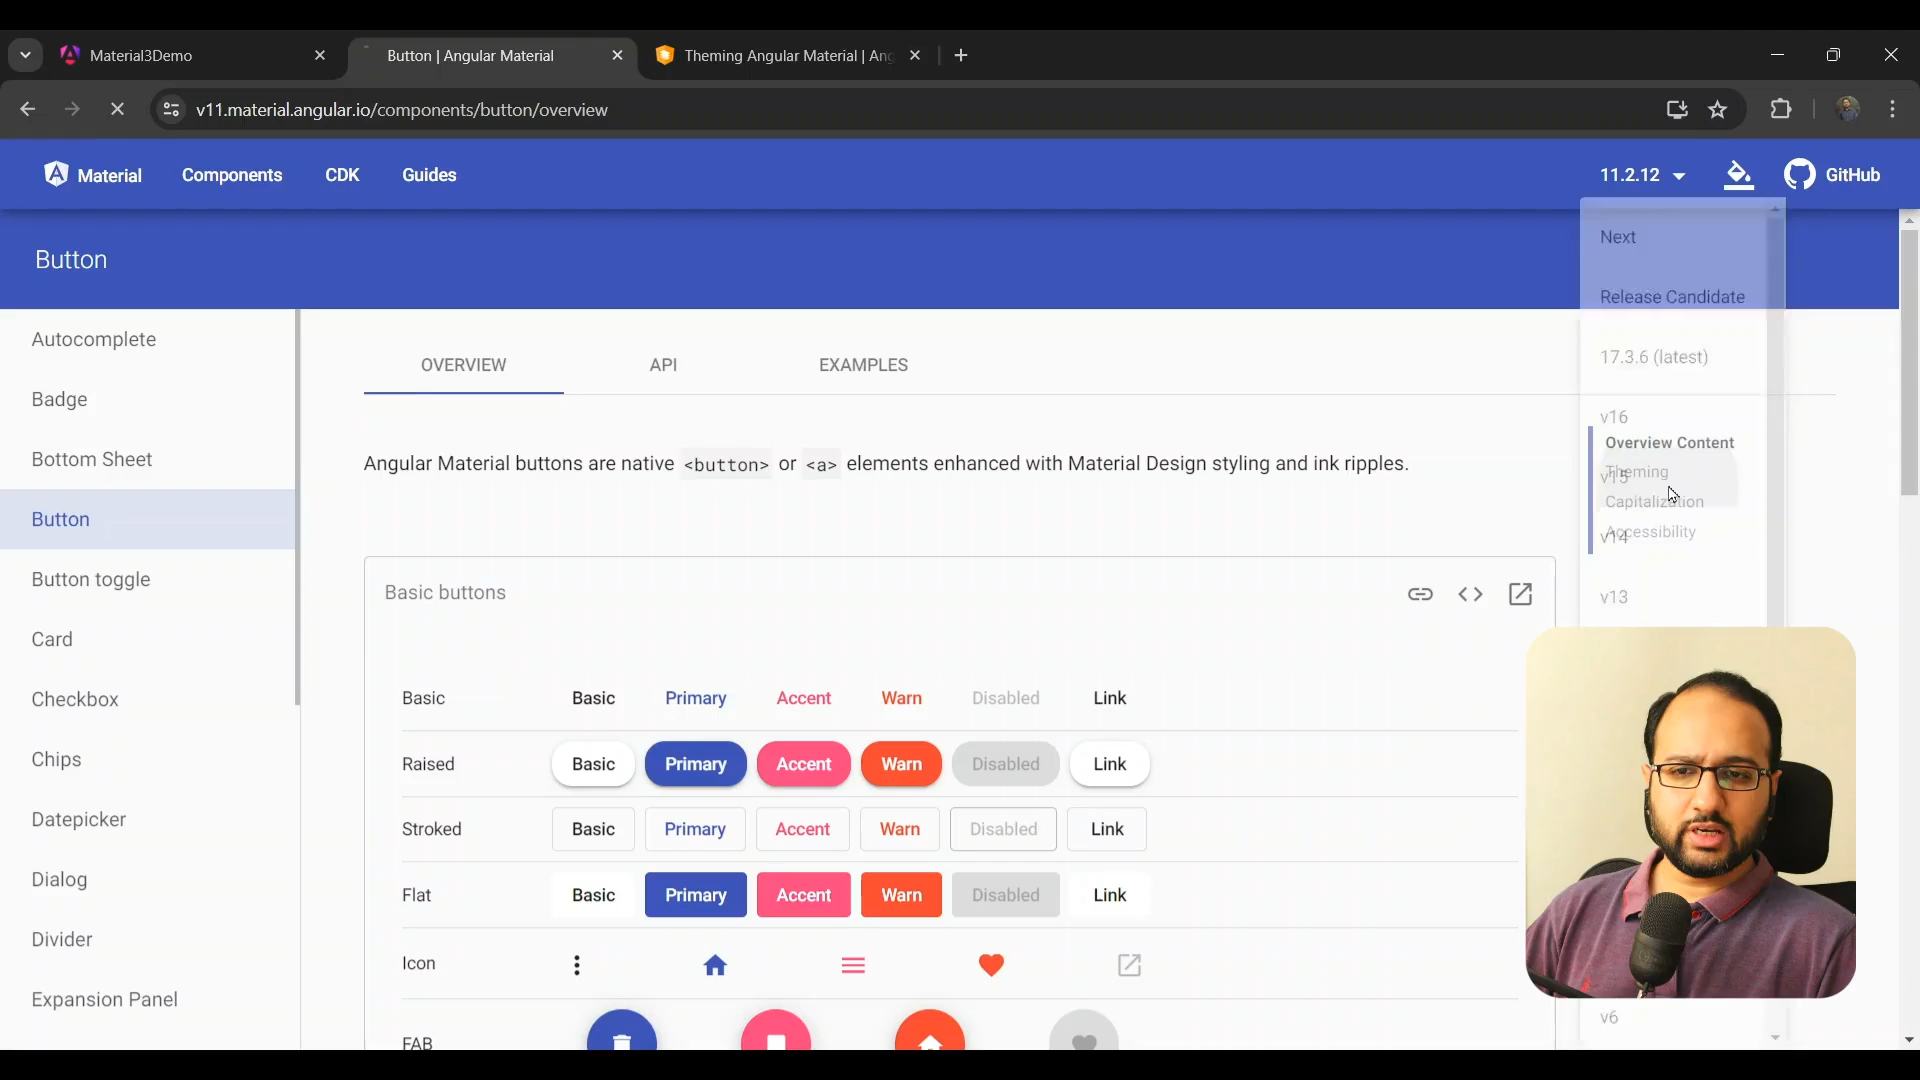 Material3Demo
Button | Angular Material
Theming Angular Material | Ang
v11.material.angular.io/components/button/overview
Material
Components
CDK
Guides
11.2.12
GitHub
Button
Next
Release Candidate
17.3.6 (latest)
v16
v15
v14
v13
v6
Autocomplete
Badge
Bottom Sheet
Button
Button toggle
Card
Checkbox
Chips
Datepicker
Dialog
Divider
Expansion Panel
OVERVIEW API EXAMPLES
Angular Material buttons are native <button> or <a> elements enhanced with Material Design styling and ink ripples.
Overview Content
Theming
Capitalization
Accessibility
Basic buttons
Basic Basic Primary Accent Warn Disabled Link
Raised Basic Primary Accent Warn Disabled Link
Stroked Basic Primary Accent Warn Disabled Link
Flat Basic Primary Accent Warn Disabled Link
Icon
FAB